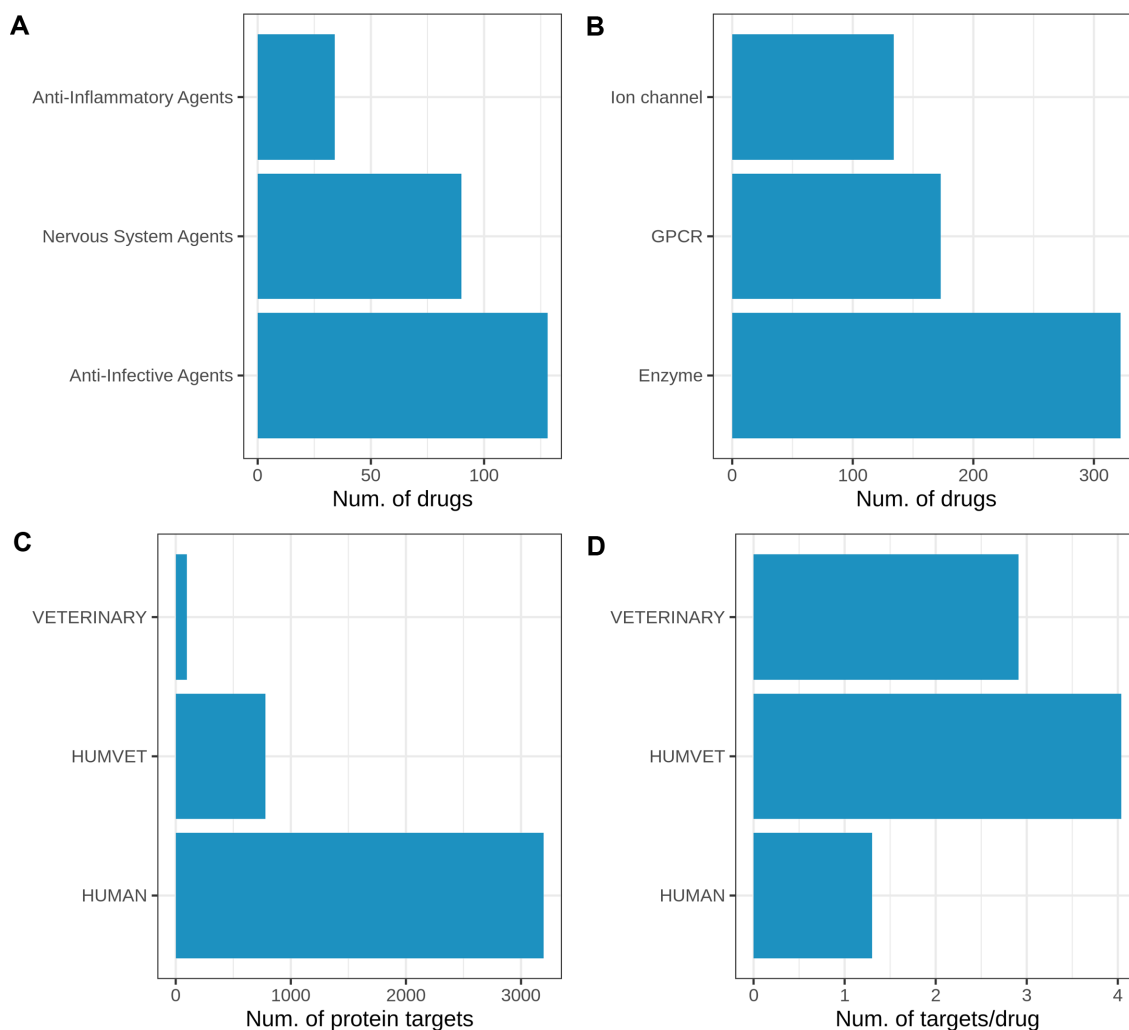 A
Anti-Inflammatory Agents
Nervous System Agents
Anti-Infective Agents
0 50 100
Num. of drugs
B
Ion channel
GPCR
Enzyme
0 100 200 300
Num. of drugs
C
VETERINARY
HUMVET
HUMAN
0 1000 2000 3000
Num. of protein targets
D
VETERINARY
HUMVET
HUMAN
0 1 2 3 4
Num. of targets/drug